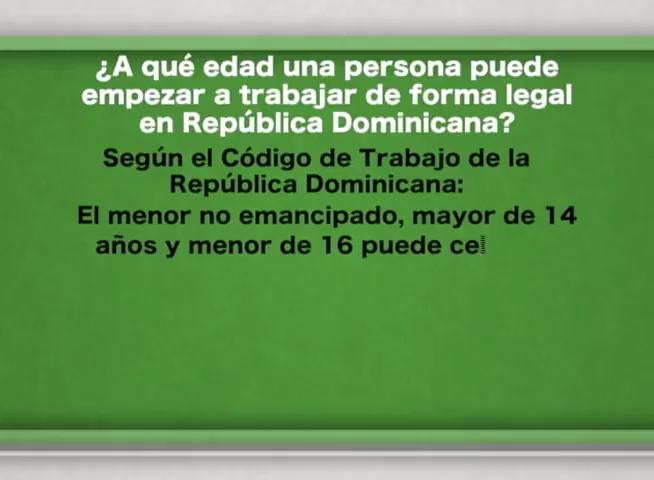 ¿A qué edad una persona puede
empezar a trabajar de forma legal
en República Dominicana?
Según el Código de Trabajo de la
República Dominicana:
El menor no emancipado, mayor de 14
años y menor de 16 puede ce